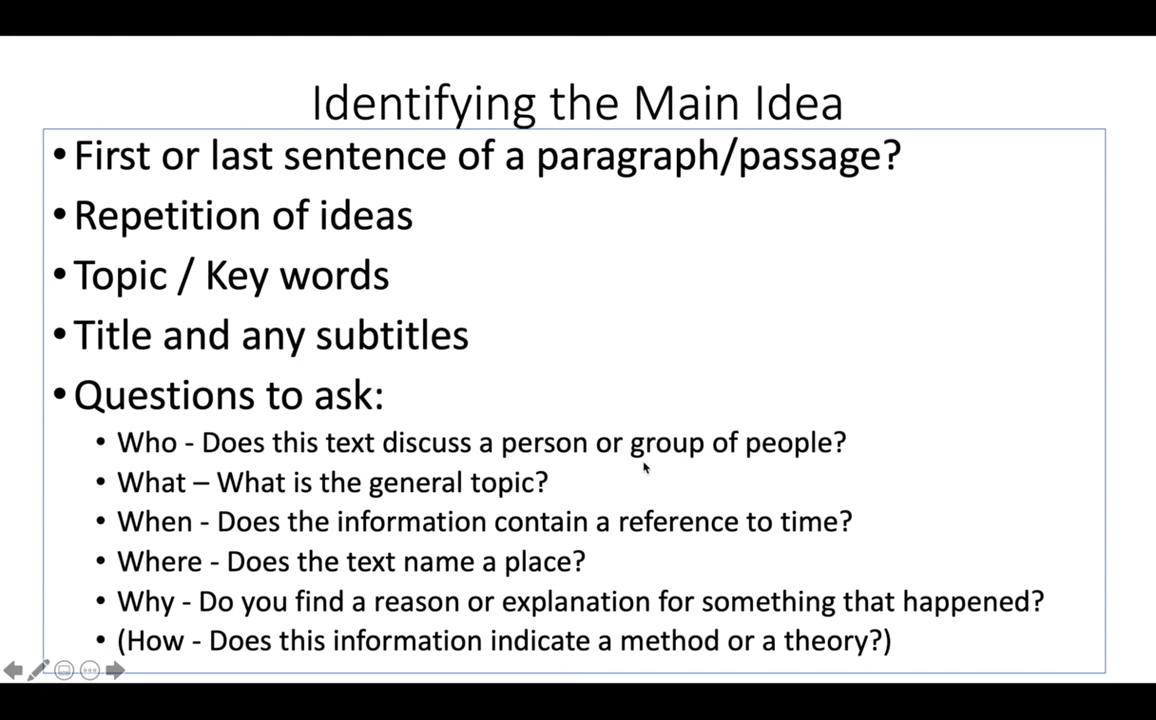 Identifying the Main Idea
•First or last sentence of a paragraph/passage?
•Repetition of ideas
•Topic / Key words
•Title and any subtitles
•Questions to ask:
• Who - Does this text discuss a person or group of people?
• What – What is the general topic?
• When - Does the information contain a reference to time?
• Where - Does the text name a place?
• Why - Do you find a reason or explanation for something that happened?
• (How - Does this information indicate a method or a theory?)